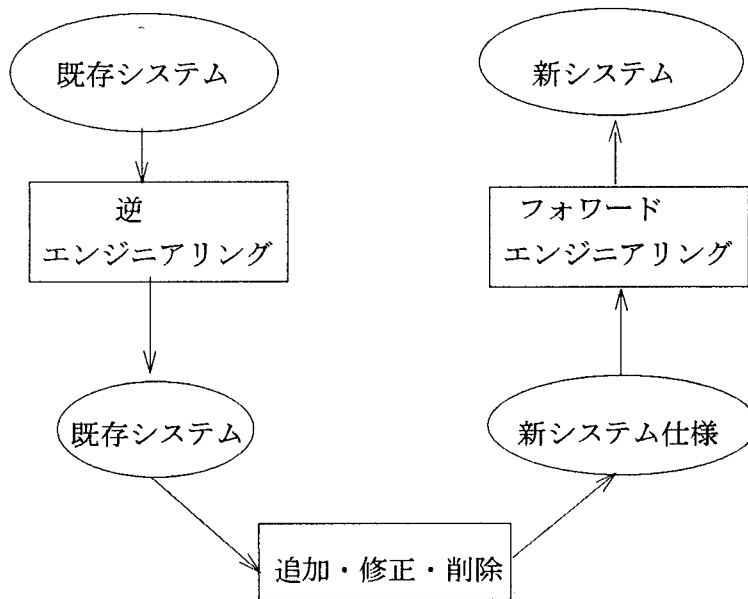 既存システム
新システム
逆
エンジニアリング
フォワード
エンジニアリング
既存システム
新システム仕様
追加・修正・削除